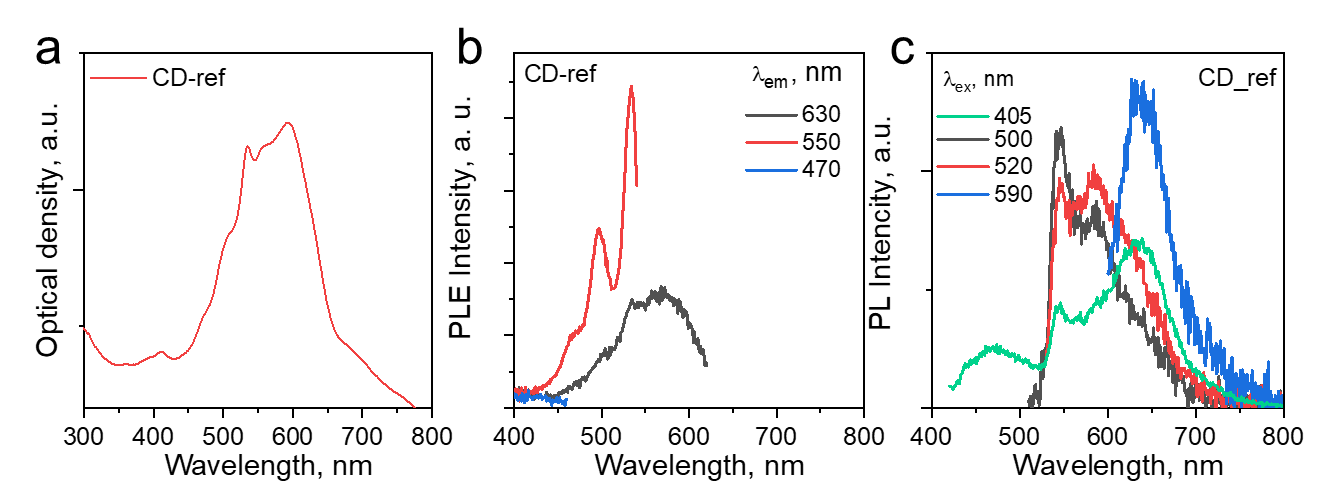 a
CD-ref
Optical density, a.u.
300 400 500 600 700 800
Wavelength, nm
b
CD-ref
λem, nm
630
550
470
PLE Intensity, a. u.
400 500 600 700 800
Wavelength, nm
c
λex, nm
CD_ref
405
500
520
590
PL Intencity, a.u.
400 500 600 700 800
Wavelength, nm